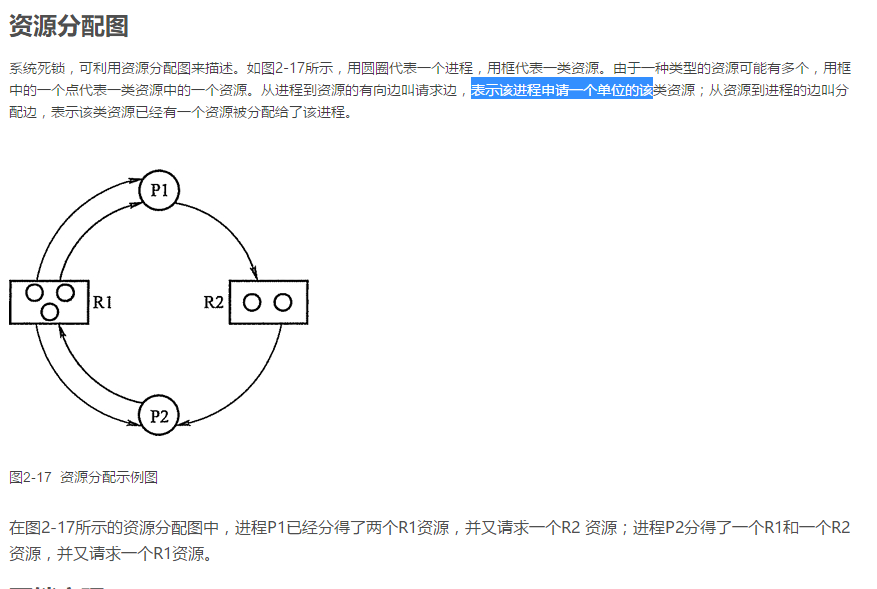 资源分配图
系统死锁，可利用资源分配图来描述。如图2-17所示，用圆圈代表一个进程，用框代表一类资源。由于一种类型的资源可能有多个，用框
中的一个点代表一类资源中的一个资源。从进程到资源的有向边叫请求边，表示该进程申请一个单位的该类资源；从资源到进程的边叫分
配边，表示该类资源已经有一个资源被分配给了该进程。
P1
R1
R2
P2
图2-17 资源分配示例图
在图2-17所示的资源分配图中，进程P1已经分得了两个R1资源，并又请求一个R2 资源；进程P2分得了一个R1和一个R2
资源，并又请求一个R1资源。